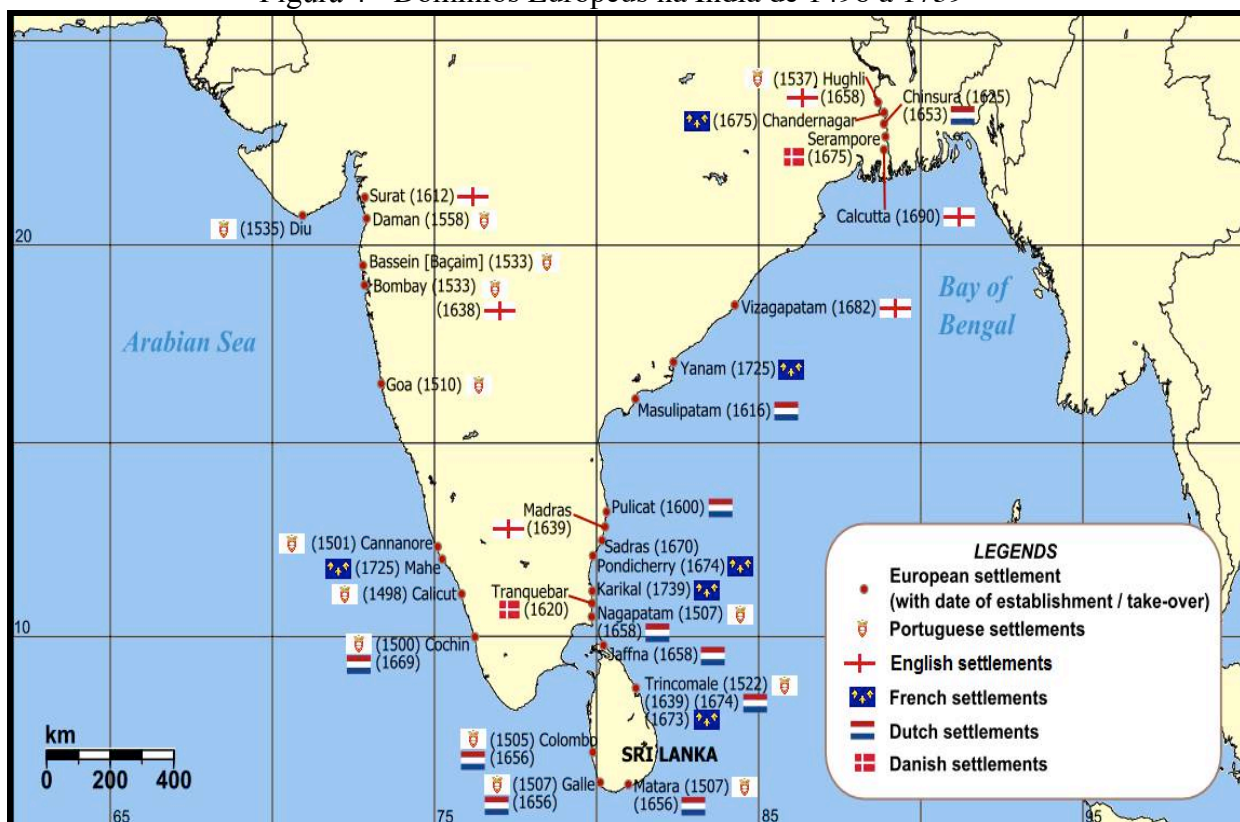 Figura 4 - Domínios Europeus na Índia de 1498 a 1739
(1537) Hughli
(1658)
Chinsura (1625)
(1653)
(1675) Chandernagar
Serampore
(1675)
Calcutta (1690)
Surat (1612)
Daman (1558)
(1535) Diu
20
Bassein [Baçaim] (1533)
Bombay (1533)
(1638)
Arabian Sea
Bay of
Bengal
Vizagapatam (1682)
Yanam (1725)
Goa (1510)
Masulipatam (1616)
Pulicat (1600)
Madras
(1639)
Sadras (1670)
Pondicherry (1674)
(1501) Cannanore
(1725) Mahe
(1498) Calicut
Karikal (1739)
Tranquebar
(1620)
Nagapatam (1507)
(1658)
10
(1500) Cochin
(1669)
Jaffna (1658)
Trincomale (1522)
(1639) (1674)
(1673)
(1505) Colombo
(1656)
SRI LANKA
(1507) Galle
(1656)
Matara (1507)
(1656)
km
0 200 400
65
75
85
95
LEGENDS
European settlement
(with date of establishment / take-over)
Portuguese settlements
English settlements
French settlements
Dutch settlements
Danish settlements